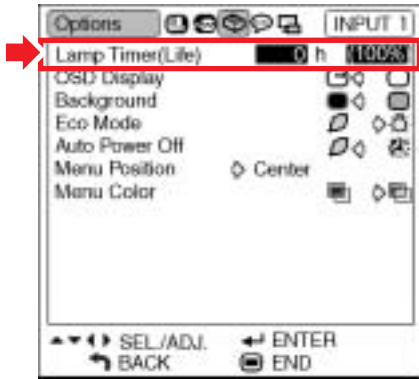 Options INPUT 1
Lamp Timer(Life) 0 h (100%)
OSD Display
Background
Eco Mode
Auto Power Off
Menu Position Center
Menu Color
SEL./ADJ. ENTER
BACK END